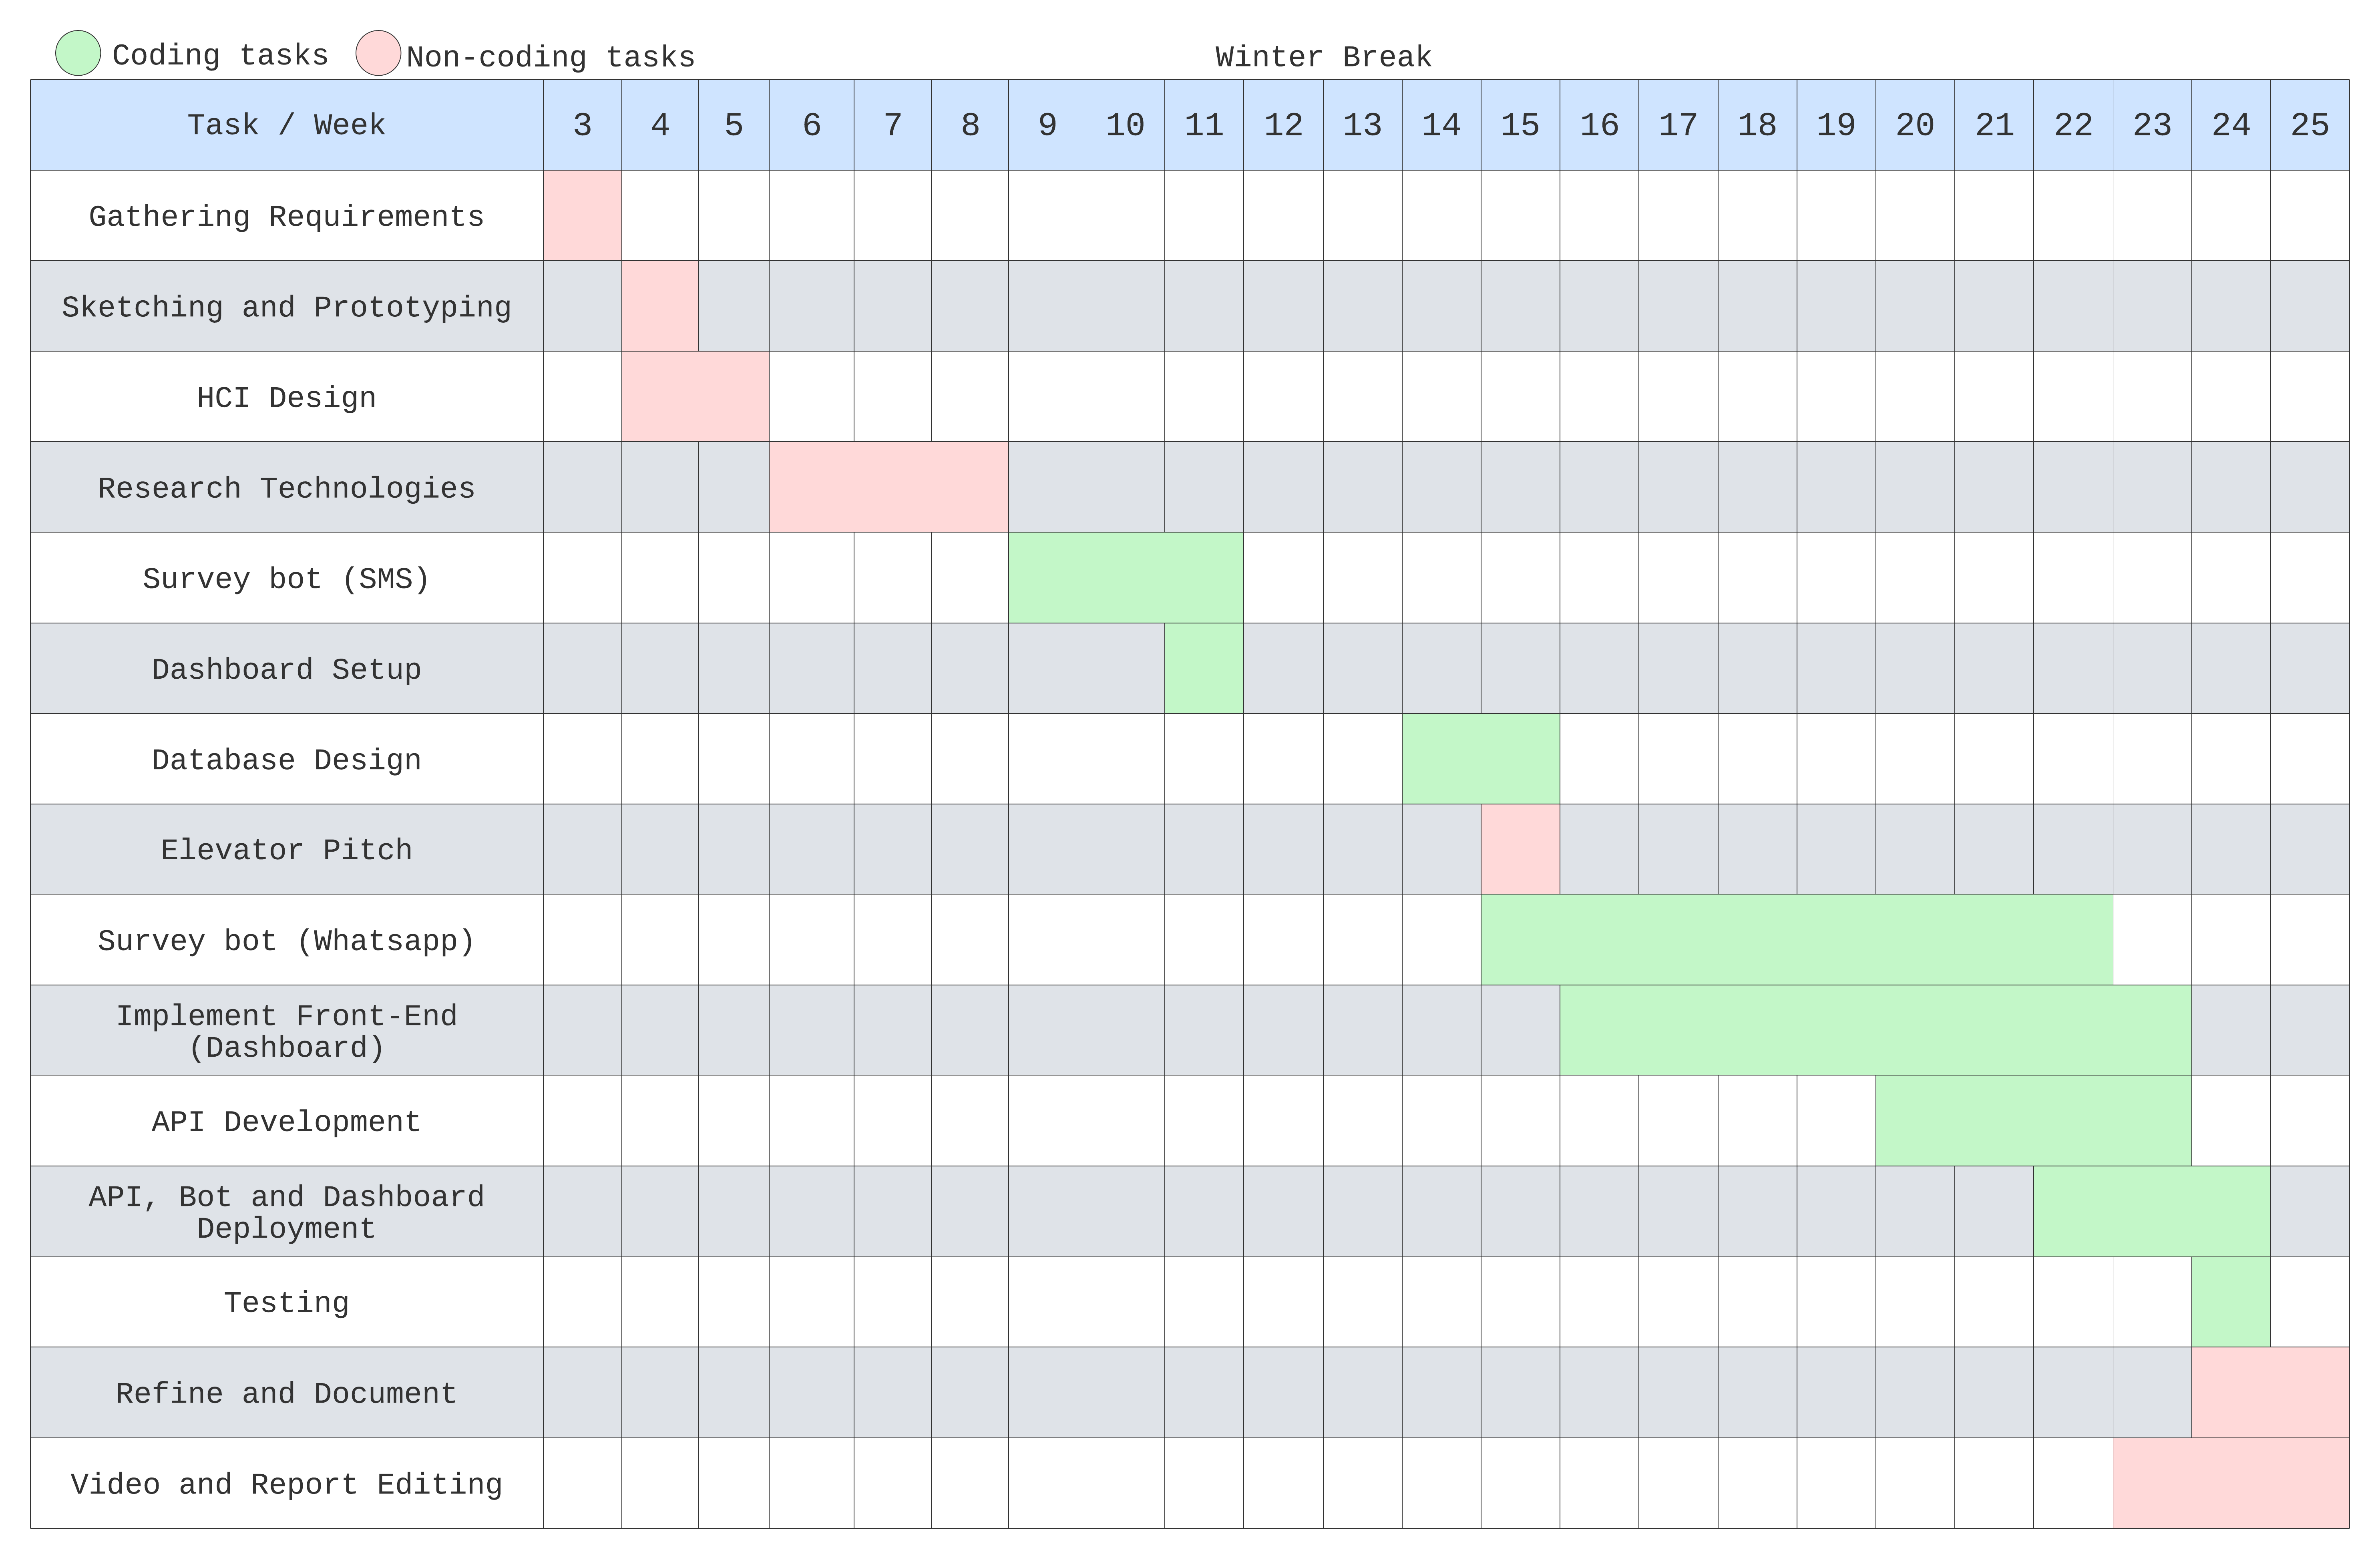 Coding tasks Non-coding tasks Winter Break
Task / Week 3 4 5 6 7 8 9 10 11 12 13 14 15 16 17 18 19 20 21 22 23 24 25
Gathering Requirements
Sketching and Prototyping
HCI Design
Research Technologies
Survey bot (SMS)
Dashboard Setup
Database Design
Elevator Pitch
Survey bot (Whatsapp)
Implement Front-End
(Dashboard)
API Development
API, Bot and Dashboard
Deployment
Testing
Refine and Document
Video and Report Editing